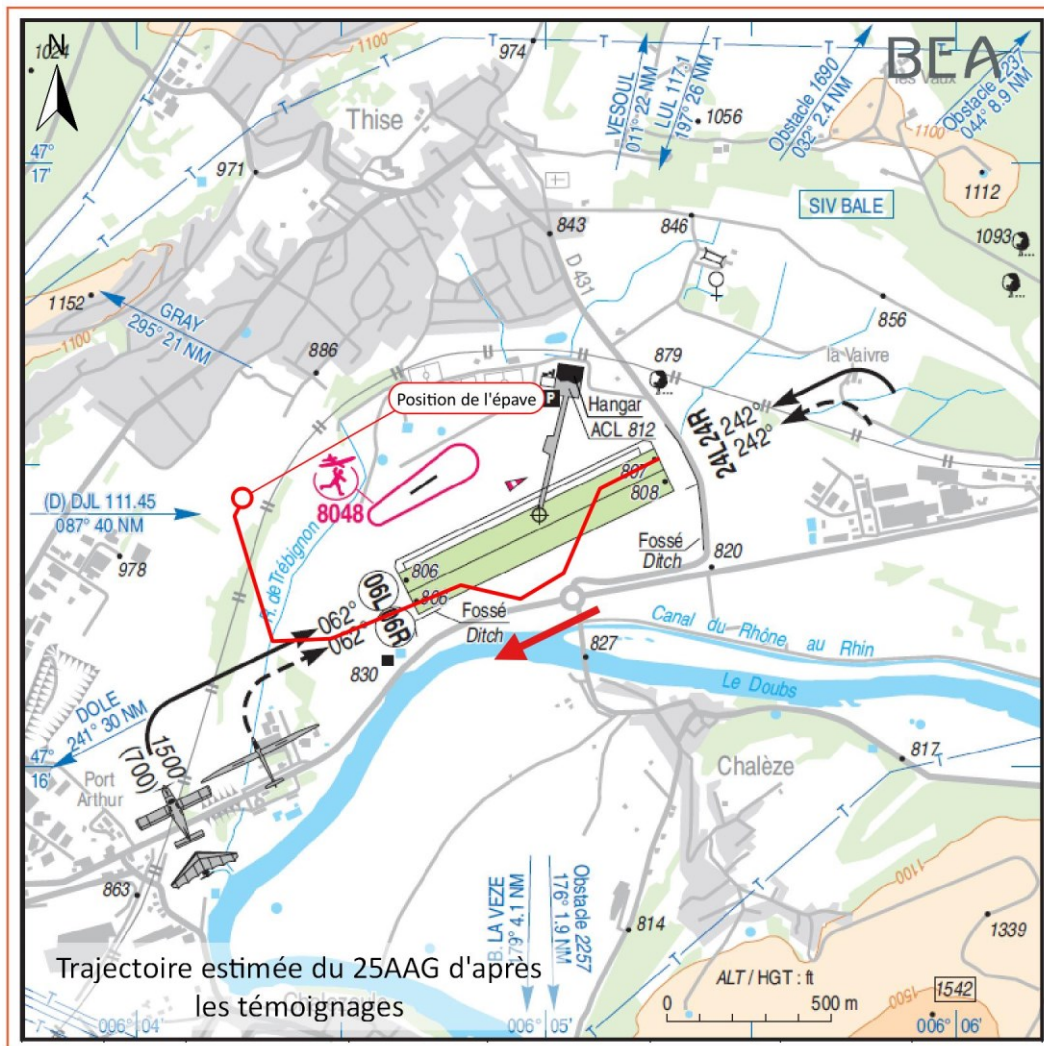 N
BEA
1024
1100
T
974
T
T
VESOUL
011° 22 NM
LUL 117.1
197° 26 NM
1056
Obstacle 1690
032° 2.4 NM
les Vaux
Obstacle 2237
044° 8.9 NM
1100
Thise
47°
17'
971
1112
SIV BALE
843
846
1093
D 431
1152
GRAY
295° 21 NM
1100
886
856
879
la Vaivre
Position de l'épave
P
Hangar
ACL 812
24L 24R
242°
242°
8048
807
808
(D) DJL 111.45
087° 40 NM
R. de Trébignon
Fossé
Ditch
820
978
806
806
06L 06R
062°
062°
Fossé
Ditch
Canal du Rhône au Rhin
827
830
Le Doubs
DOLE
241° 30 NM
1500
(700)
47°
16'
Port
Arthur
817
Chalèze
863
1100
B. LA VEZE
179° 4.1 NM
Obstacle 2257
176° 1.9 NM
814
1339
Trajectoire estimée du 25AAG d'après
les témoignages
Chalezeule
ALT / HGT : ft
0 500 m
1542
1500
006° 04'
006° 05'
006° 06'